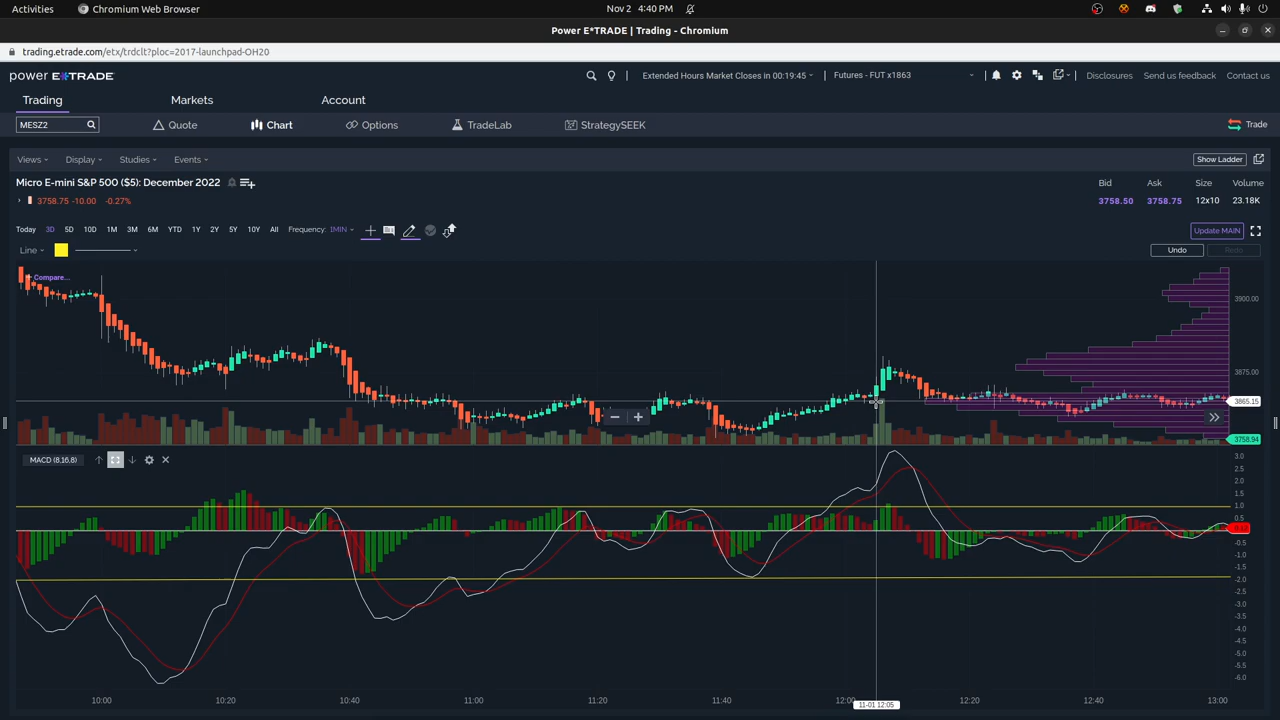 Activities
Chromium Web Browser
Nov 2 4:40 PM
Power E*TRADE | Trading - Chromium
trading.etrade.com/etx/trdclt?ploc=2017-launchpad-OH20
power E*TRADE
Extended Hours Market Closes in 00:19:45
Futures - FUT x1863
Disclosures
Send us feedback
Contact us
Trading
Markets
Account
MESZ2
Quote
Chart
Options
TradeLab
StrategySEEK
Trade
Views
Display
Studies
Events
Show Ladder
Micro E-mini S&P 500 ($5): December 2022
Bid
Ask
Size
Volume
3758.75 -10.00 -0.27%
3758.50
3758.75
12x10
23.18K
Today
3D
5D
10D
1M
3M
6M
YTD
1Y
2Y
5Y
10Y
All
Frequency:
1MIN
Update MAIN
Line
Undo
Redo
+ Compare...
3900.00
3875.00
3865.15
3758.94
MACD (8,16,8)
3.0
2.5
2.0
1.5
1.0
0.5
-0.5
-1.0
-1.5
-2.0
-2.5
-3.0
-3.5
-4.0
-4.5
-5.0
-5.5
-6.0
10:00
10:20
10:40
11:00
11:20
11:40
12:00
12:20
12:40
13:00
11-01 12:05